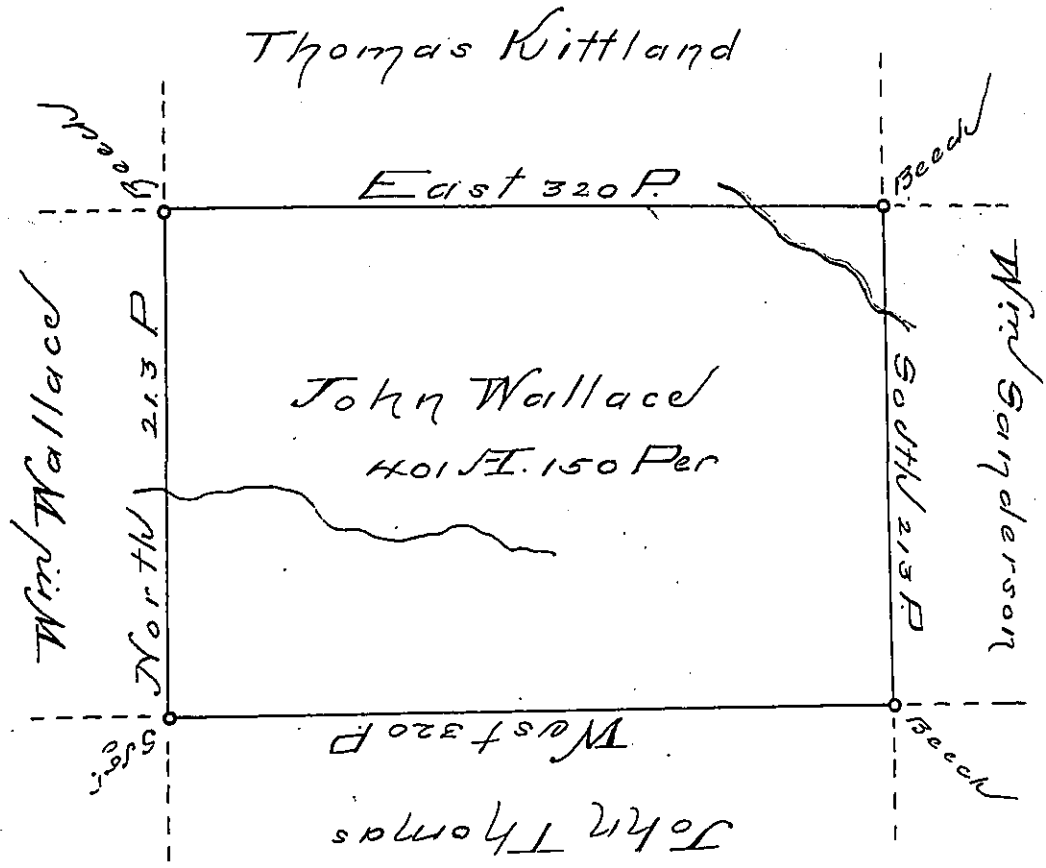 Thomas Kittland
Beech
Beech
East 320 P.
Wm Wallace
North 213 P
John Wallace
401 A. 150 Per
South 213 P.
Wm Sanderson
West 320 P
Beech
John Thomas